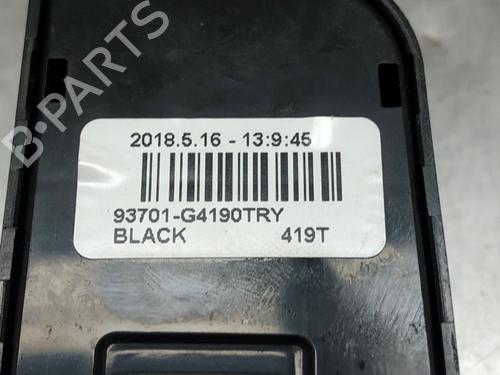 B-PARTS
2018.5.16 - 13:9:45
93701-G4190TRY
BLACK 419T